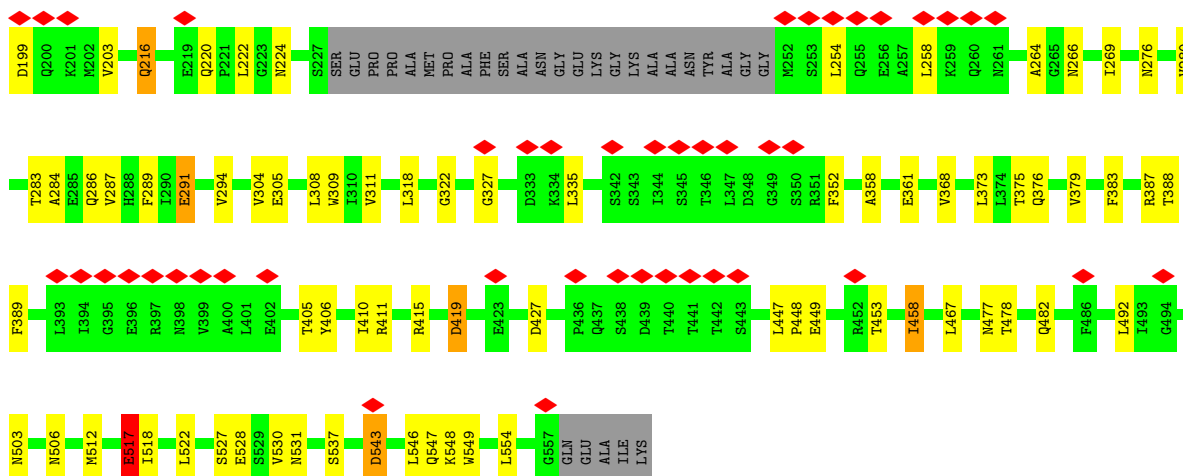 D199 Q200 K201 M202 V203 Q216 E219 Q220 P221 L222 G223 N224 S227 SER GLU PRO PRO ALA MET PRO ALA PHE SER ALA ASN GLY GLU LYS GLY LYS ALA ALA ASN TYR ALA GLY GLY M252 S253 L254 Q255 E256 A257 L258 K259 Q260 N261 A264 G265 N266 I269 N276
T283 A284 E285 Q286 V287 H288 F289 I290 E291 V294 V304 E305 L308 W309 I310 V311 L318 G322 G327 D333 K334 L335 S342 S343 I344 S345 T346 L347 D348 G349 S350 R351 F352 A358 E361 V368 L373 L374 T375 Q376 V379 F383 R387 T388
F389 L393 I394 G395 E396 R397 N398 V399 A400 L401 E402 T405 Y406 I410 R411 R415 D419 E423 D427 P436 Q437 S438 D439 T440 T441 T442 S443 L447 P448 E449 R452 T453 I458 L467 N477 T478 Q482 F486 L492 I493 G494
N503 N506 M512 E517 I518 L522 S527 E528 S529 V530 N531 S537 D543 L546 Q547 K548 W549 L554 G557 GLN GLU ALA ILE LYS